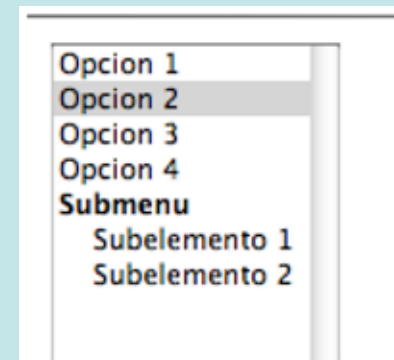 Opcion 1
Opcion 2
Opcion 3
Opcion 4
Submenu
Subelemento 1
Subelemento 2